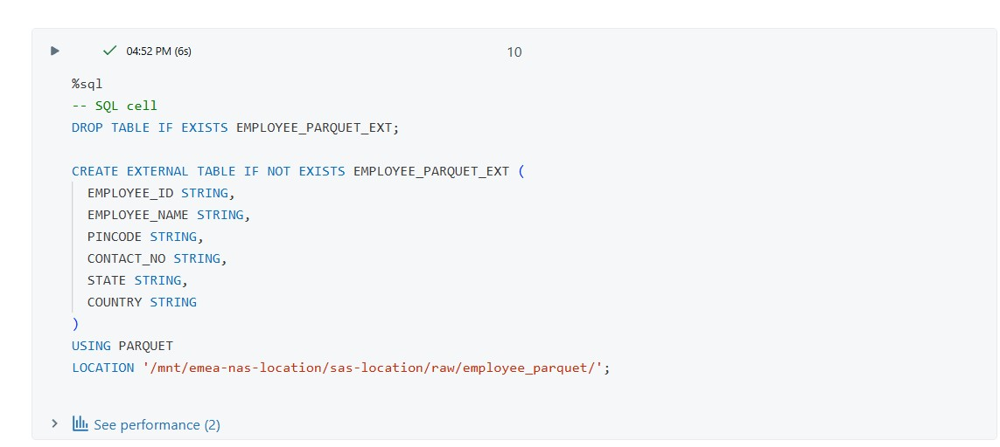 04:52 PM (6s)
10
%sql
-- SQL cell
DROP TABLE IF EXISTS EMPLOYEE_PARQUET_EXT;
CREATE EXTERNAL TABLE IF NOT EXISTS EMPLOYEE_PARQUET_EXT (
EMPLOYEE_ID STRING,
EMPLOYEE_NAME STRING,
PINCODE STRING,
CONTACT_NO STRING,
STATE STRING,
COUNTRY STRING
)
USING PARQUET
LOCATION '/mnt/emea-nas-location/sas-location/raw/employee_parquet/';
See performance (2)